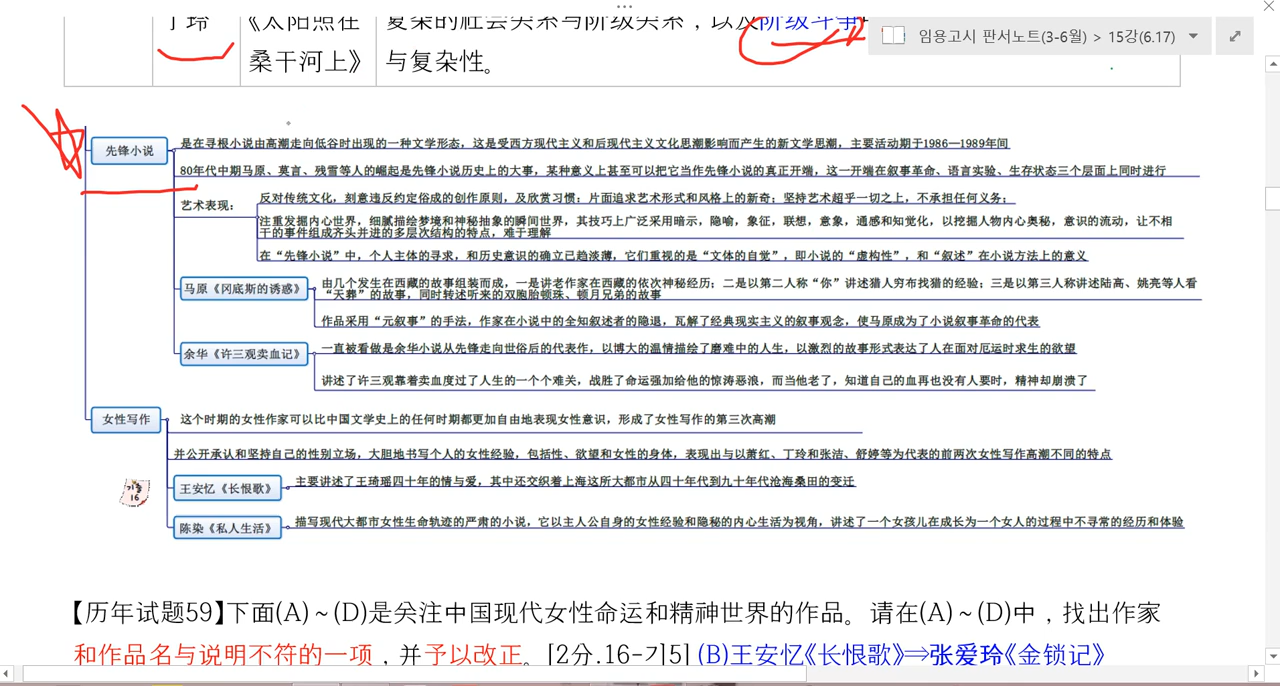 丁玲
《太阳照在
桑干河上》
复杂的社会关系与阶级关系，以及阶级斗争
与复杂性。
임용고시 판서노트(3-6월) > 15강(6.17)
先锋小说
是在寻根小说由高潮走向低谷时出现的一种文学形态，这是受西方现代主义和后现代主义文化思潮影响而产生的新文学思潮，主要活动期于1986—1989年间
80年代中期马原、莫言、残雪等人的崛起是先锋小说历史上的大事，某种意义上甚至可以把它当作先锋小说的真正开端，这一开端在叙事革命、语言实验、生存状态三个层面上同时进行
艺术表现：
反对传统文化，刻意违反约定俗成的创作原则，及欣赏习惯；片面追求艺术形式和风格上的新奇；坚持艺术超乎一切之上，不承担任何义务；
注重发掘内心世界，细腻描绘梦境和神秘抽象的瞬间世界，其技巧上广泛采用暗示，隐喻，象征，联想，意象，通感和知觉化，以挖掘人物内心奥秘，意识的流动，让不相
干的事件组成齐头并进的多层次结构的特点，难于理解
在“先锋小说”中，个人主体的寻求，和历史意识的确立已趋淡薄，它们重视的是“文体的自觉”，即小说的“虚构性”，和“叙述”在小说方法上的意义
马原《冈底斯的诱惑》
由几个发生在西藏的故事组装而成，一是讲老作家在西藏的依次神秘经历；二是以第二人称“你”讲述猎人穷布找猎的经验；三是以第三人称讲述陆高、姚亮等人看
“天葬”的故事，同时转述听来的双胞胎顿珠、顿月兄弟的故事
作品采用“元叙事”的手法，作家在小说中的全知叙述者的隐退，瓦解了经典现实主义的叙事观念，使马原成为了小说叙事革命的代表
余华《许三观卖血记》
一直被看做是余华小说从先锋走向世俗后的代表作，以博大的温情描绘了磨难中的人生，以激烈的故事形式表达了人在面对厄运时求生的欲望
讲述了许三观靠着卖血度过了人生的一个个难关，战胜了命运强加给他的惊涛恶浪，而当他老了，知道自己的血再也没有人要时，精神却崩溃了
女性写作
这个时期的女性作家可以比中国文学史上的任何时期都更加自由地表现女性意识，形成了女性写作的第三次高潮
并公开承认和坚持自己的性别立场，大胆地书写个人的女性经验，包括性、欲望和女性的身体，表现出与以萧红、丁玲和张洁、舒婷等为代表的前两次女性写作高潮不同的特点
기출
16
王安忆《长恨歌》
主要讲述了王琦瑶四十年的情与爱，其中还交织着上海这所大都市从四十年代到九十年代沧海桑田的变迁
陈染《私人生活》
描写现代大都市女性生命轨迹的严肃的小说，它以主人公自身的女性经验和隐秘的内心生活为视角，讲述了一个女孩儿在成长为一个女人的过程中不寻常的经历和体验
【历年试题59】下面(A)～(D)是关注中国现代女性命运和精神世界的作品。请在(A)～(D)中，找出作家
和作品名与说明不符的一项，并予以改正。[2分.16-기5] (B)王安忆《长恨歌》⇒张爱玲《金锁记》